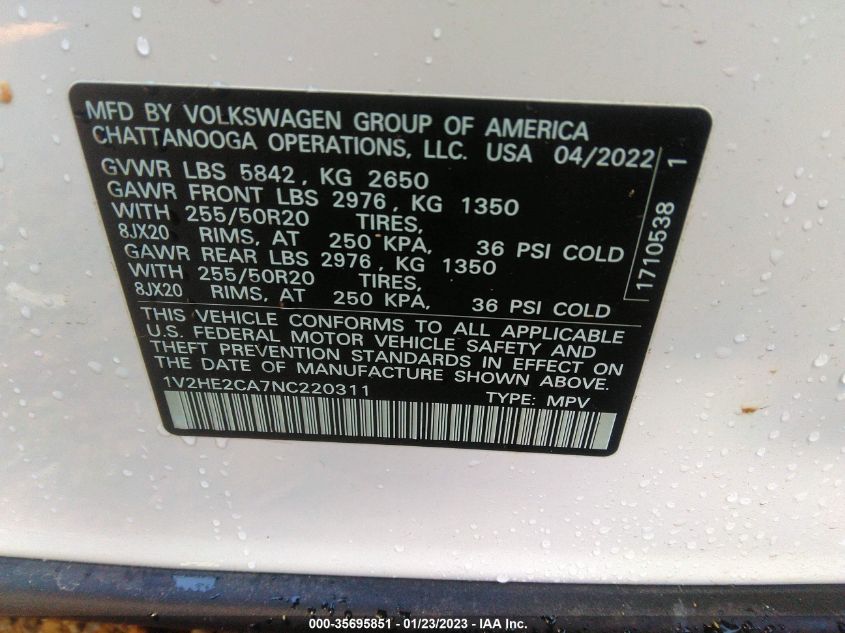 MFD BY VOLKSWAGEN GROUP OF AMERICA
CHATTANOOGA OPERATIONS, LLC. USA 04/2022
GVWR LBS 5842, KG 2650
GAWR FRONT LBS 2976, KG 1350
WITH 255/50R20 TIRES,
8JX20 RIMS, AT 250 KPA, 36 PSI COLD
GAWR REAR LBS 2976, KG 1350
WITH 255/50R20 TIRES,
8JX20 RIMS, AT 250 KPA, 36 PSI COLD
THIS VEHICLE CONFORMS TO ALL APPLICABLE
U.S. FEDERAL MOTOR VEHICLE SAFETY AND
THEFT PREVENTION STANDARDS IN EFFECT ON
THE DATE OF MANUFACTURE SHOWN ABOVE.
1V2HE2CA7NC220311 TYPE: MPV
1710538 1
000-35695851 - 01/23/2023 - IAA Inc.